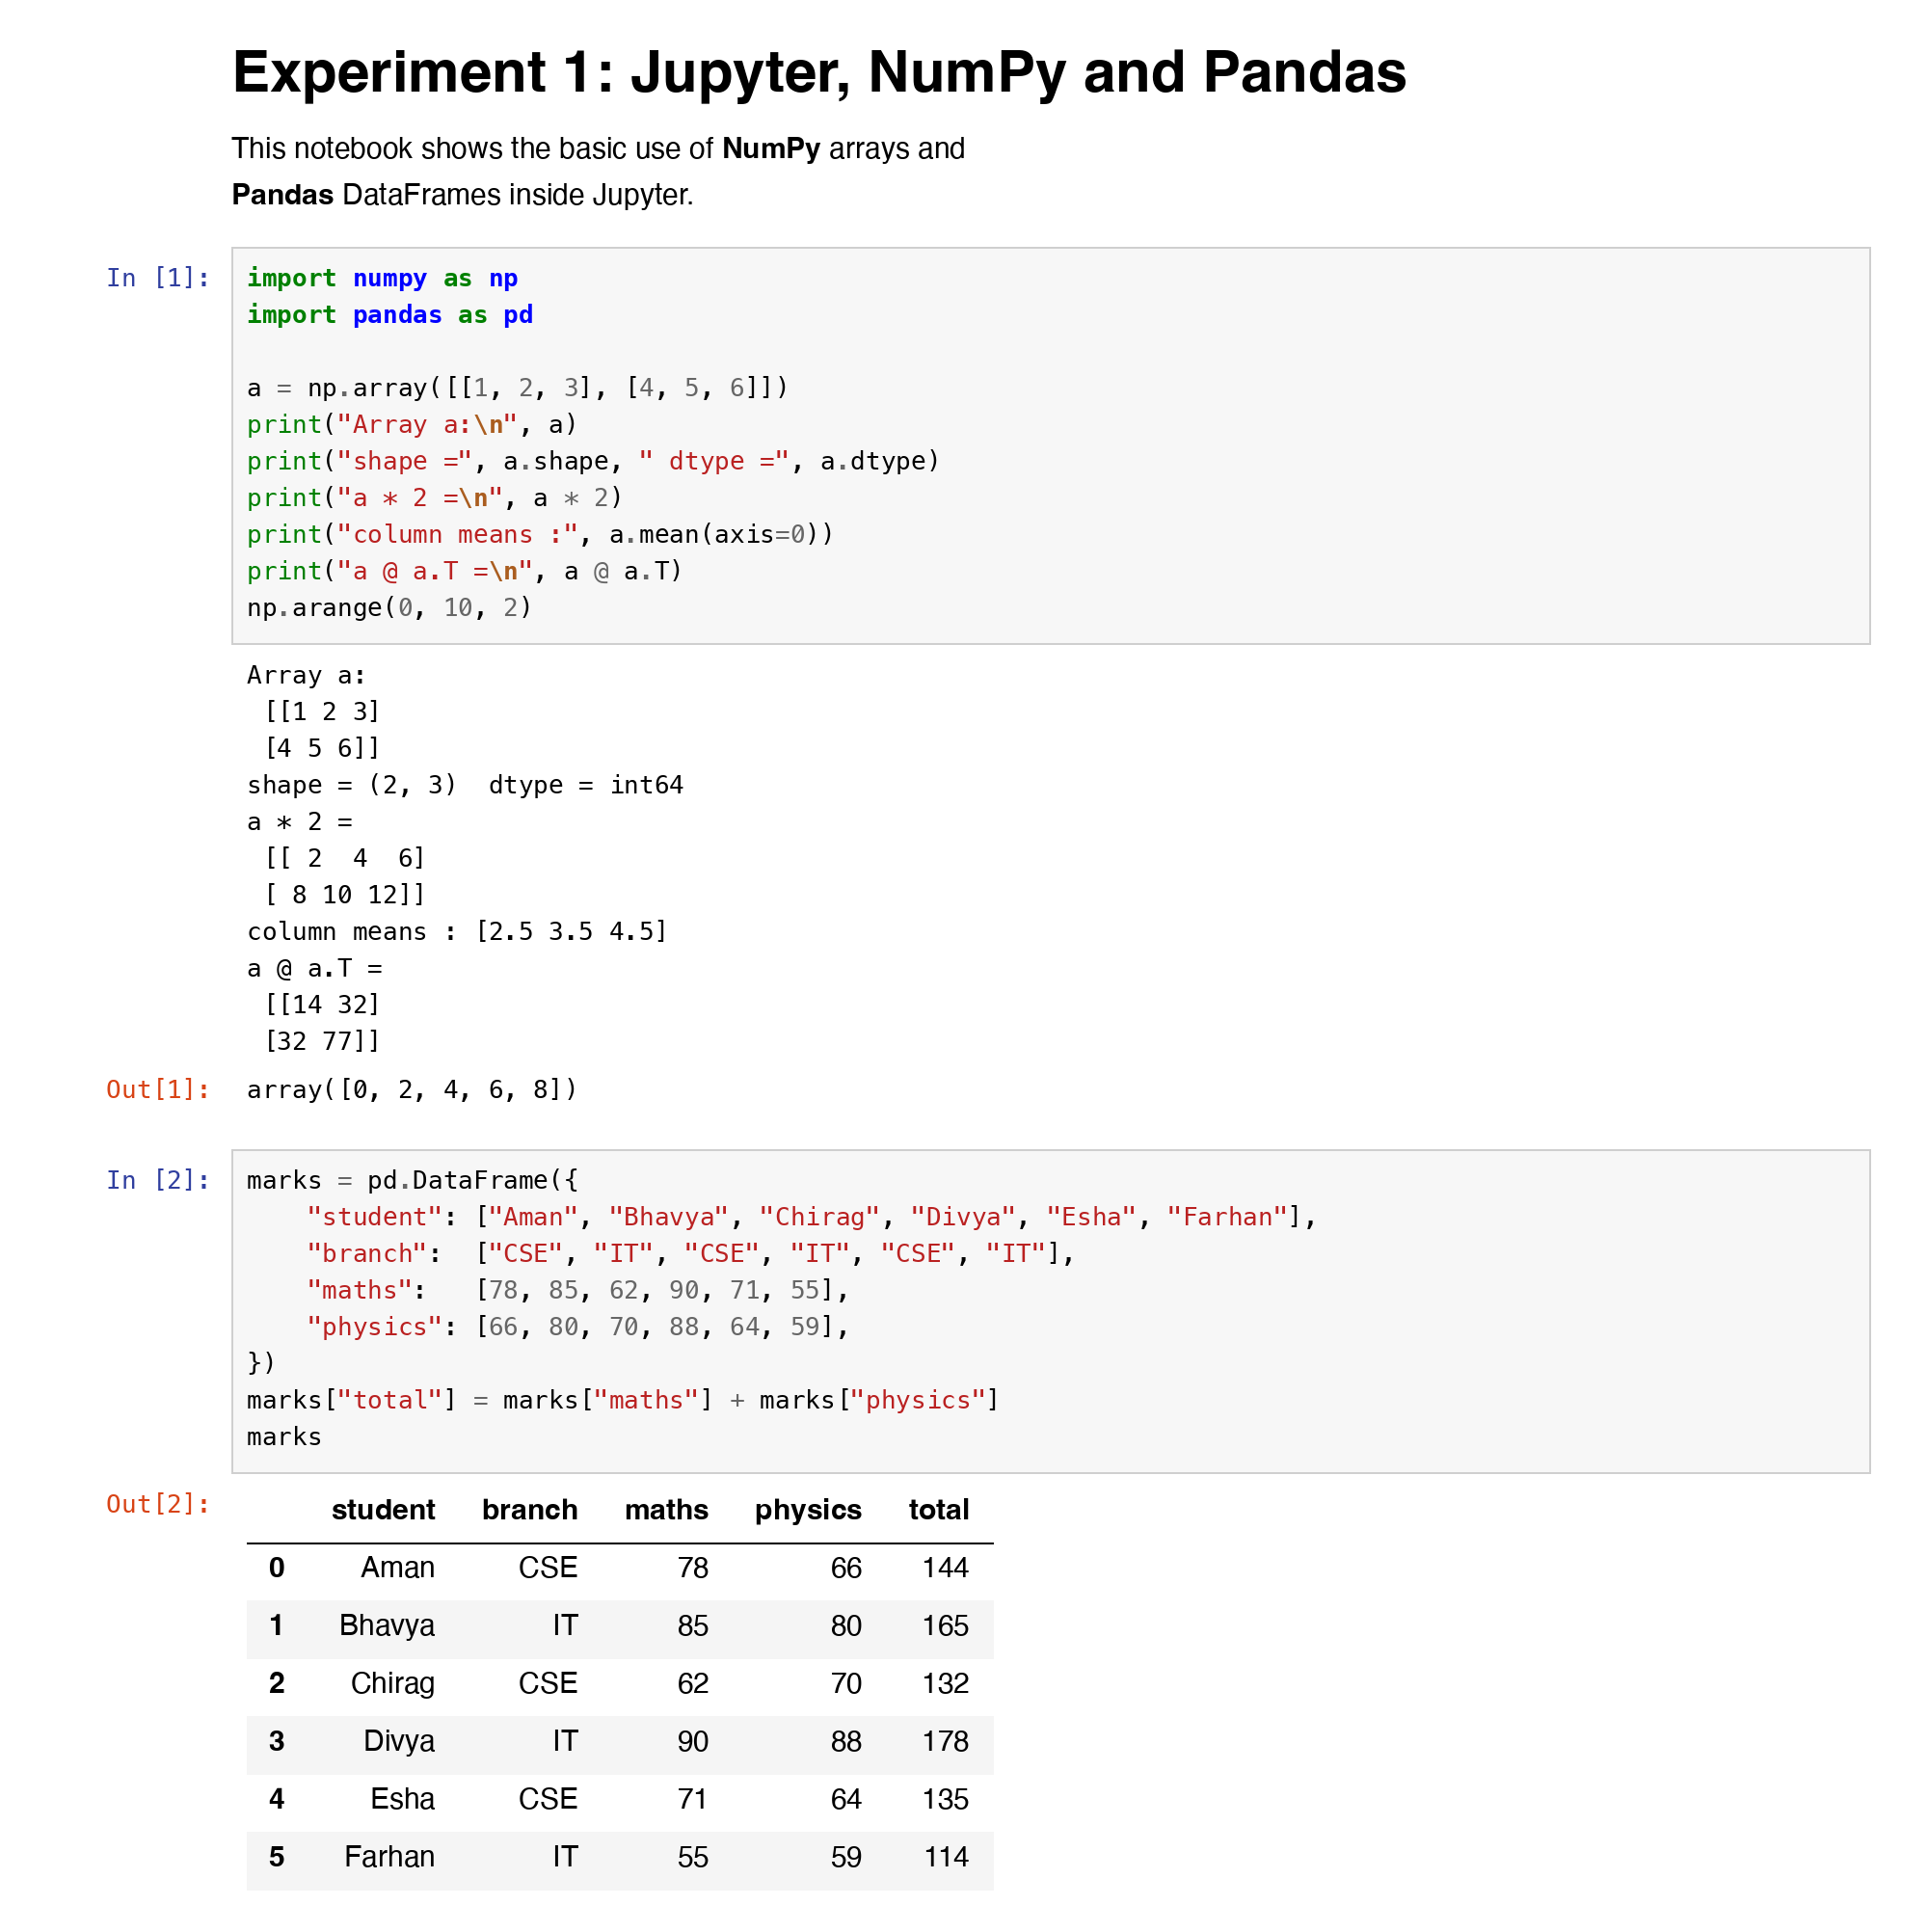 Experiment 1: Jupyter, NumPy and Pandas
This notebook shows the basic use of NumPy arrays and
Pandas DataFrames inside Jupyter.
In [1]:
import numpy as np
import pandas as pd
a = np.array([[1, 2, 3], [4, 5, 6]])
print("Array a:\n", a)
print("shape =", a.shape, " dtype =", a.dtype)
print("a * 2 =\n", a * 2)
print("column means :", a.mean(axis=0))
print("a @ a.T =\n", a @ a.T)
np.arange(0, 10, 2)
Array a:
 [[1 2 3]
 [4 5 6]]
shape = (2, 3)  dtype = int64
a * 2 =
 [[ 2  4  6]
 [ 8 10 12]]
column means : [2.5 3.5 4.5]
a @ a.T =
 [[14 32]
 [32 77]]
Out[1]: array([0, 2, 4, 6, 8])
In [2]:
marks = pd.DataFrame({
    "student": ["Aman", "Bhavya", "Chirag", "Divya", "Esha", "Farhan"],
    "branch":  ["CSE", "IT", "CSE", "IT", "CSE", "IT"],
    "maths":   [78, 85, 62, 90, 71, 55],
    "physics": [66, 80, 70, 88, 64, 59],
})
marks["total"] = marks["maths"] + marks["physics"]
marks
Out[2]:
student branch maths physics total
0 Aman CSE 78 66 144
1 Bhavya IT 85 80 165
2 Chirag CSE 62 70 132
3 Divya IT 90 88 178
4 Esha CSE 71 64 135
5 Farhan IT 55 59 114